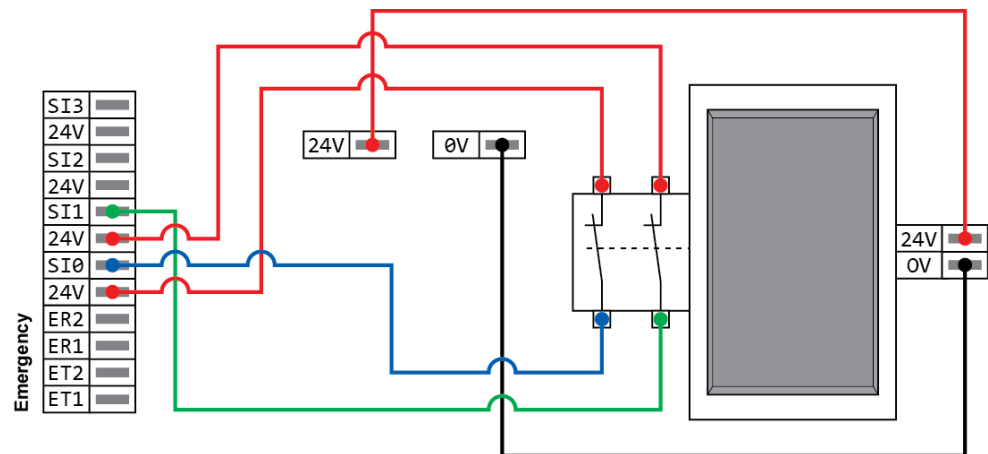 SI3
24V
SI2
24V
SI1
24V
SI0
24V
ER2
ER1
ET2
ET1
Emergency
24V
0V
24V
0V